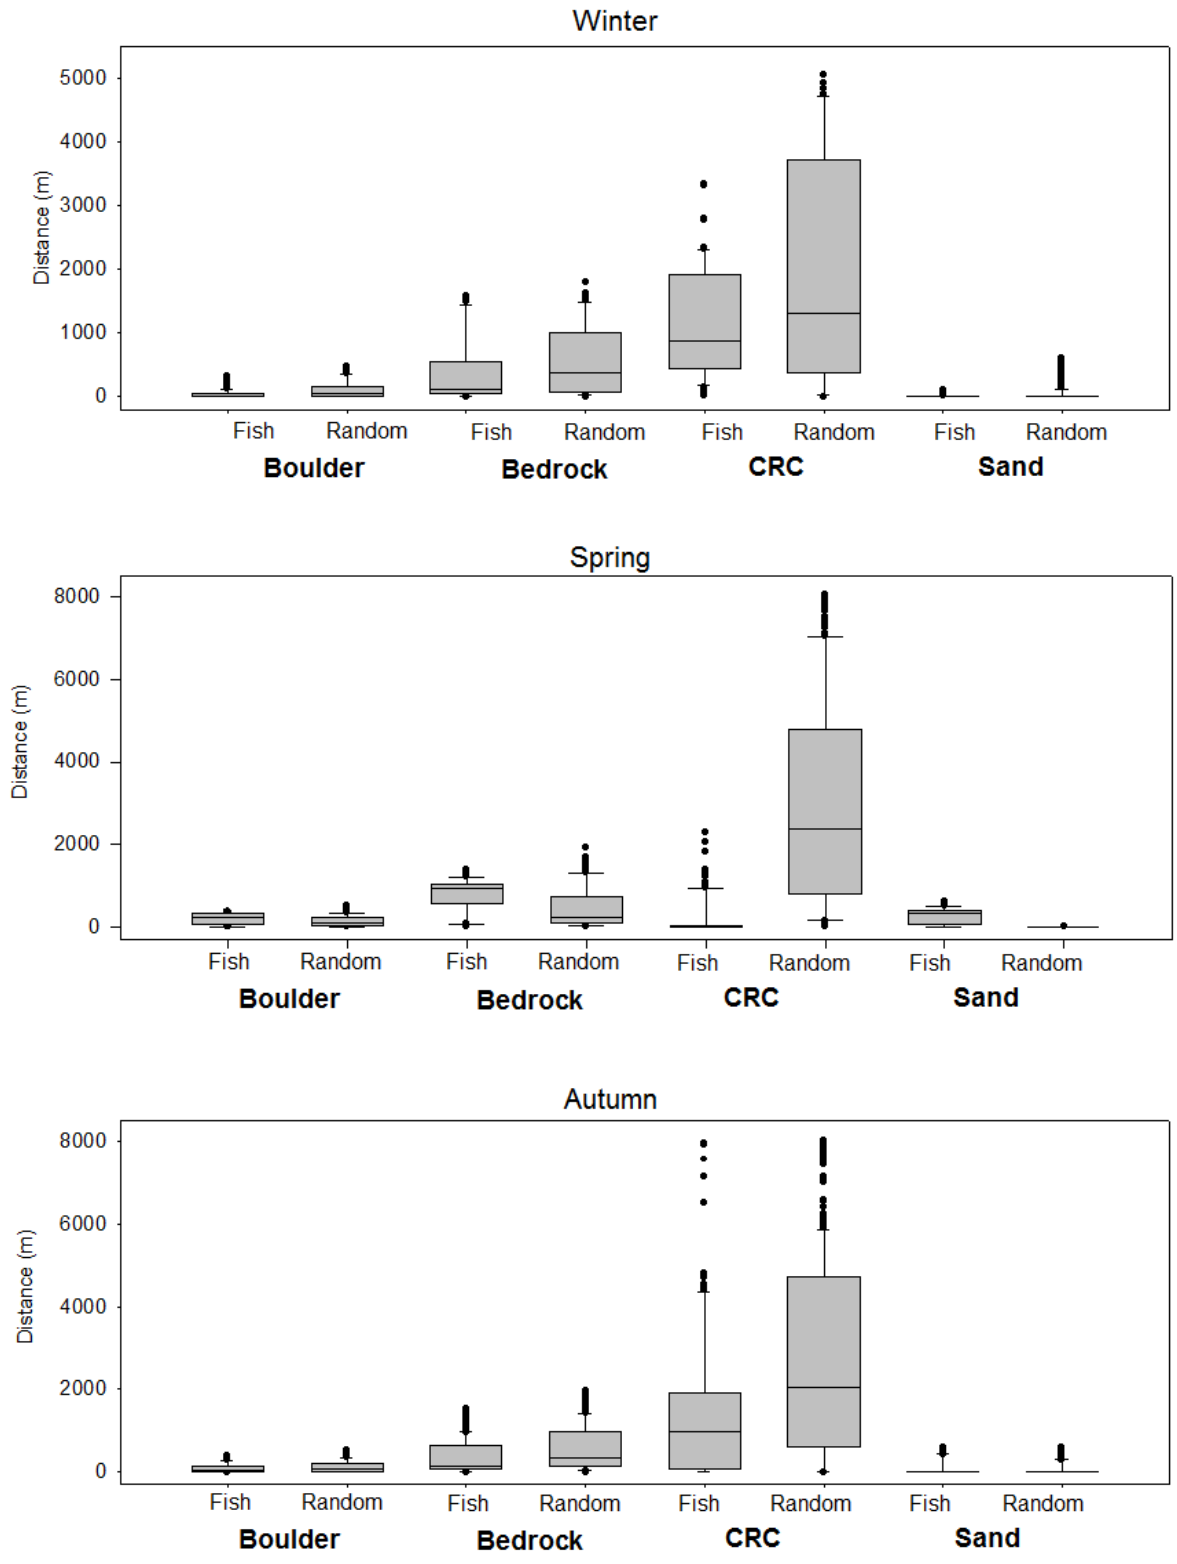 Winter
5000
4000
3000
2000
1000
0
Distance (m)
Fish Random Fish Random Fish Random Fish Random
Boulder Bedrock CRC Sand
Spring
8000
6000
4000
2000
0
Distance (m)
Fish Random Fish Random Fish Random Fish Random
Boulder Bedrock CRC Sand
Autumn
8000
6000
4000
2000
0
Distance (m)
Fish Random Fish Random Fish Random Fish Random
Boulder Bedrock CRC Sand